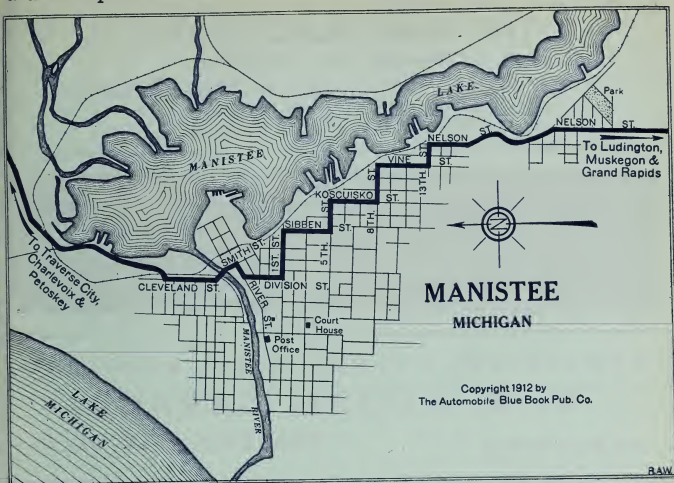 LAKE
MANISTEE
Park
NELSON ST.
NELSON ST.
To Ludington,
Muskegon &
Grand Rapids
VINE ST.
13TH. ST.
KOSCUISKO ST.
8TH. ST.
SIBBEN ST.
5TH. ST.
SMITH ST.
1ST. ST.
To Traverse City,
Charlevoix &
Petoskey
CLEVELAND ST.
RIVER ST.
DIVISION ST.
Court
House
Post
Office
MANISTEE
RIVER
LAKE
MICHIGAN
N
MANISTEE
MICHIGAN
Copyright 1912 by
The Automobile Blue Book Pub. Co.
RAW